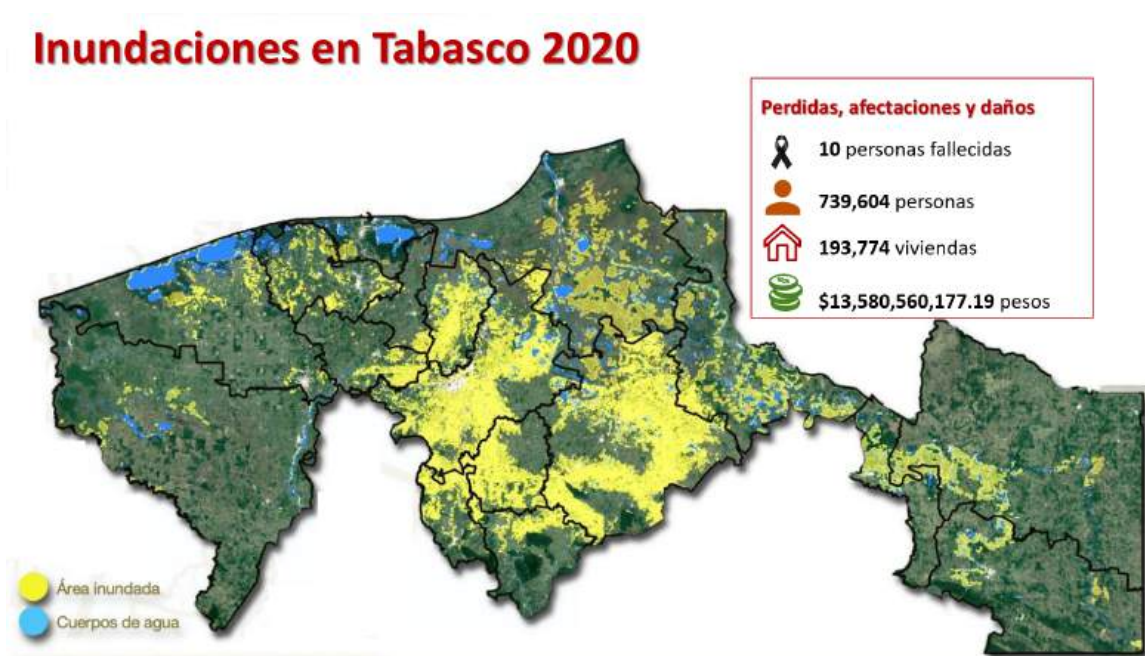 Inundaciones en Tabasco 2020
Perdidas, afectaciones y daños
10 personas fallecidas
739,604 personas
193,774 viviendas
$13,580,560,177.19 pesos
Área inundada
Cuerpos de agua